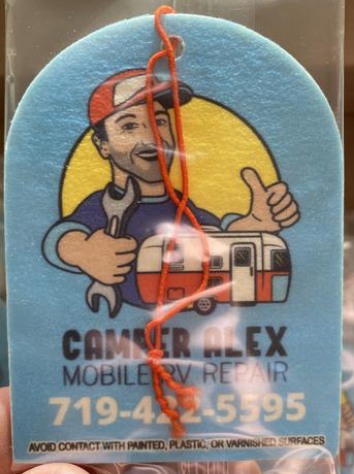 CAMPER ALEX
MOBILE RV REPAIR
719-422-5595
AVOID CONTACT WITH PAINTED, PLASTIC, OR VARNISHED SURFACES